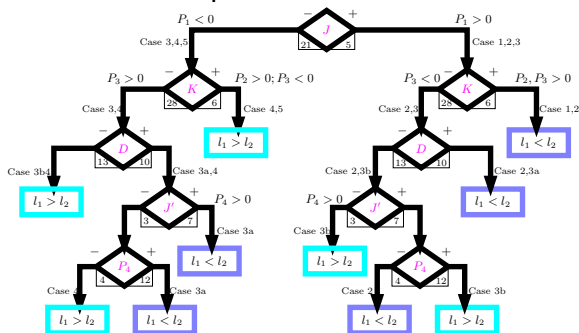 P₁ < 0 − J + P₁ > 0
21 5
Case 3,4,5 Case 1,2,3
P₃ > 0 − K + P₂ > 0; P₃ < 0 P₃ < 0 − K + P₂, P₃ > 0
28 6 28 6
Case 3,4 Case 4,5 Case 2,3 Case 1,2
l₁ > l₂ l₁ < l₂
− D + − D +
13 10 13 10
Case 3b4 Case 3a,4 Case 2,3b Case 2,3a
l₁ > l₂ − J′ + P₄ > 0 P₄ > 0 − J′ + l₁ < l₂
3 7 3 7
Case 3a Case 3b
l₁ < l₂ l₁ > l₂
− P₄ + − P₄ +
4 12 4 12
Case 4 Case 3a Case 2 Case 3b
l₁ > l₂ l₁ < l₂ l₁ < l₂ l₁ > l₂